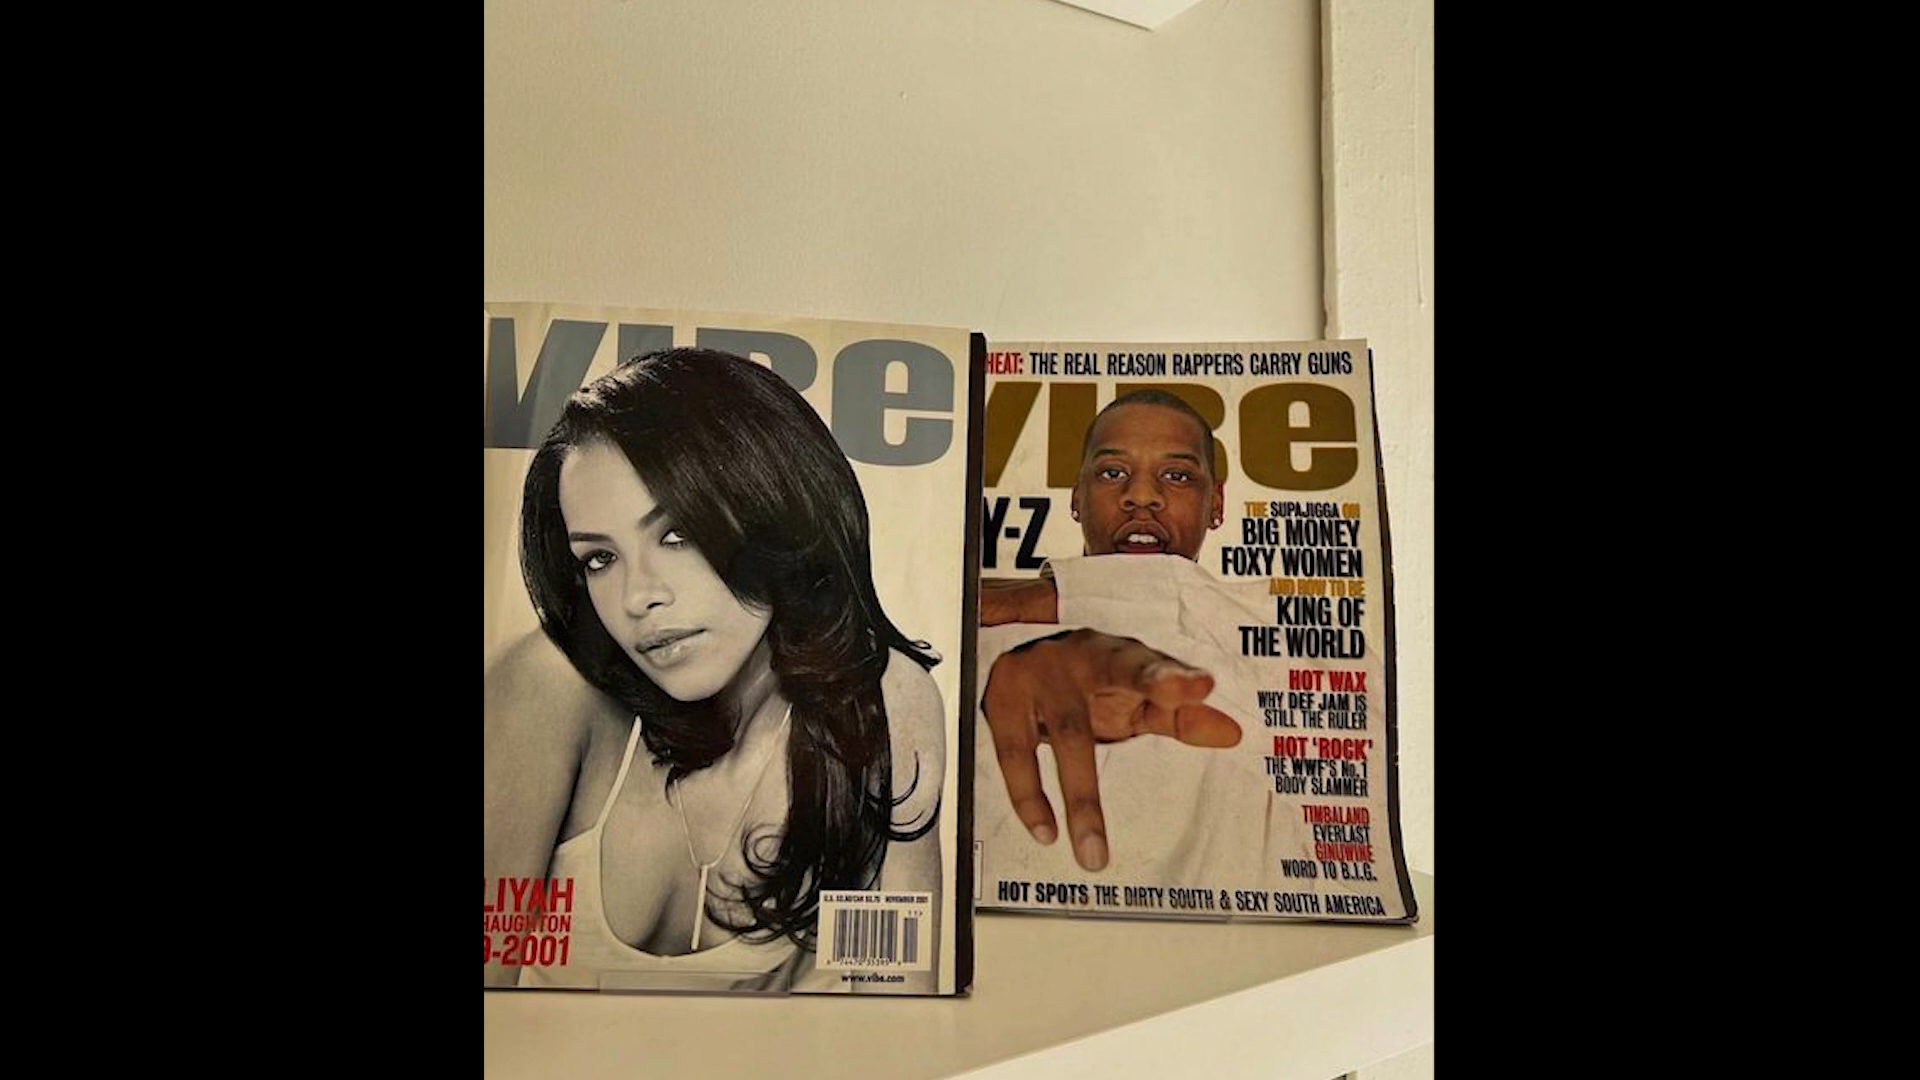 VIBE
LIYAH
HAUGHTON
9-2001
U.S. $3.50/CAN $3.75 NOVEMBER 2001
11>
www.vibe.com
HEAT: THE REAL REASON RAPPERS CARRY GUNS
VIBE
Y-Z
THE SUPAJIGGA ON
BIG MONEY
FOXY WOMEN
AND HOW TO BE
KING OF
THE WORLD
HOT WAX
WHY DEF JAM IS
STILL THE RULER
HOT 'ROCK'
THE WWF'S No.1
BODY SLAMMER
TIMBALAND
EVERLAST
GINUWINE
WORD TO B.I.G.
HOT SPOTS THE DIRTY SOUTH & SEXY SOUTH AMERICA